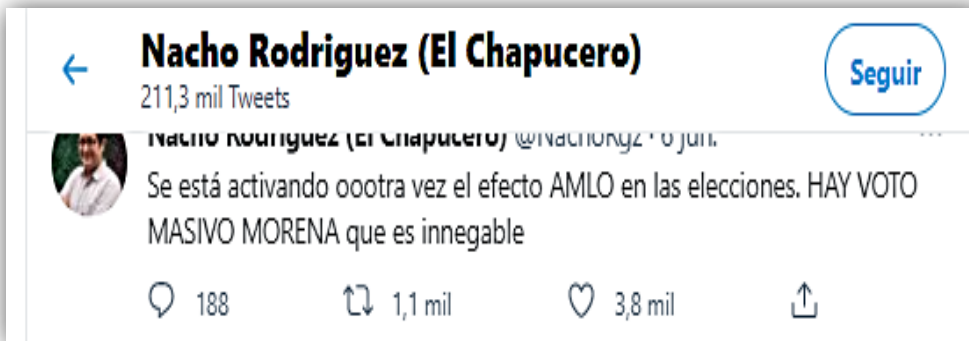 Nacho Rodriguez (El Chapucero)
Seguir
211,3 mil Tweets
Nacho Rodriguez (El Chapucero) @NachoRgz · 6 jun.
Se está activando oootra vez el efecto AMLO en las elecciones. HAY VOTO
MASIVO MORENA que es innegable
188 1,1 mil 3,8 mil